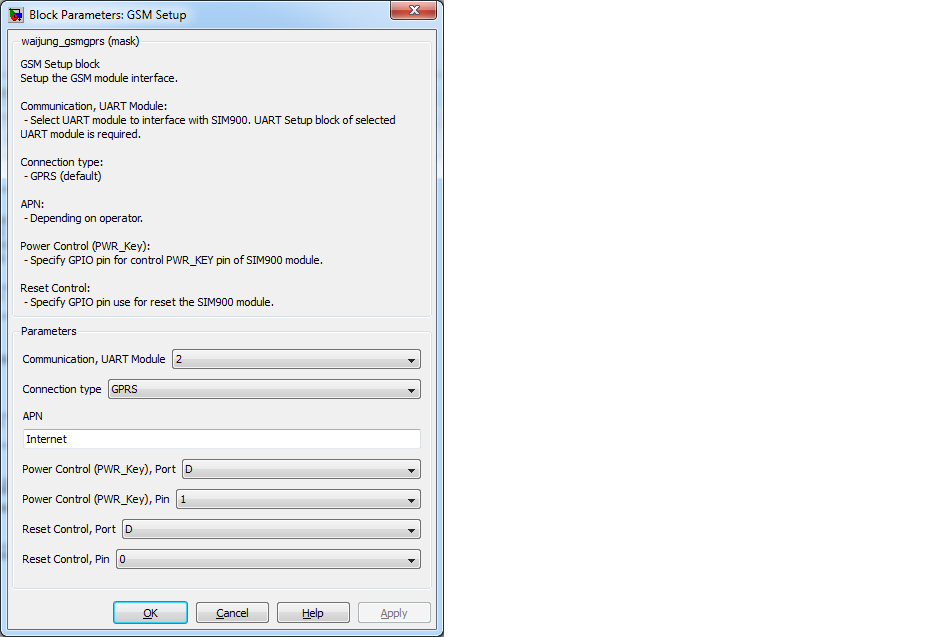 Block Parameters: GSM Setup
waijung_gsmgprs (mask)
GSM Setup block
Setup the GSM module interface.
Communication, UART Module:
- Select UART module to interface with SIM900. UART Setup block of selected
UART module is required.
Connection type:
- GPRS (default)
APN:
- Depending on operator.
Power Control (PWR_Key):
- Specify GPIO pin for control PWR_KEY pin of SIM900 module.
Reset Control:
- Specify GPIO pin use for reset the SIM900 module.
Parameters
Communication, UART Module 2
Connection type GPRS
APN
Internet
Power Control (PWR_Key), Port D
Power Control (PWR_Key), Pin 1
Reset Control, Port D
Reset Control, Pin 0
OK Cancel Help Apply